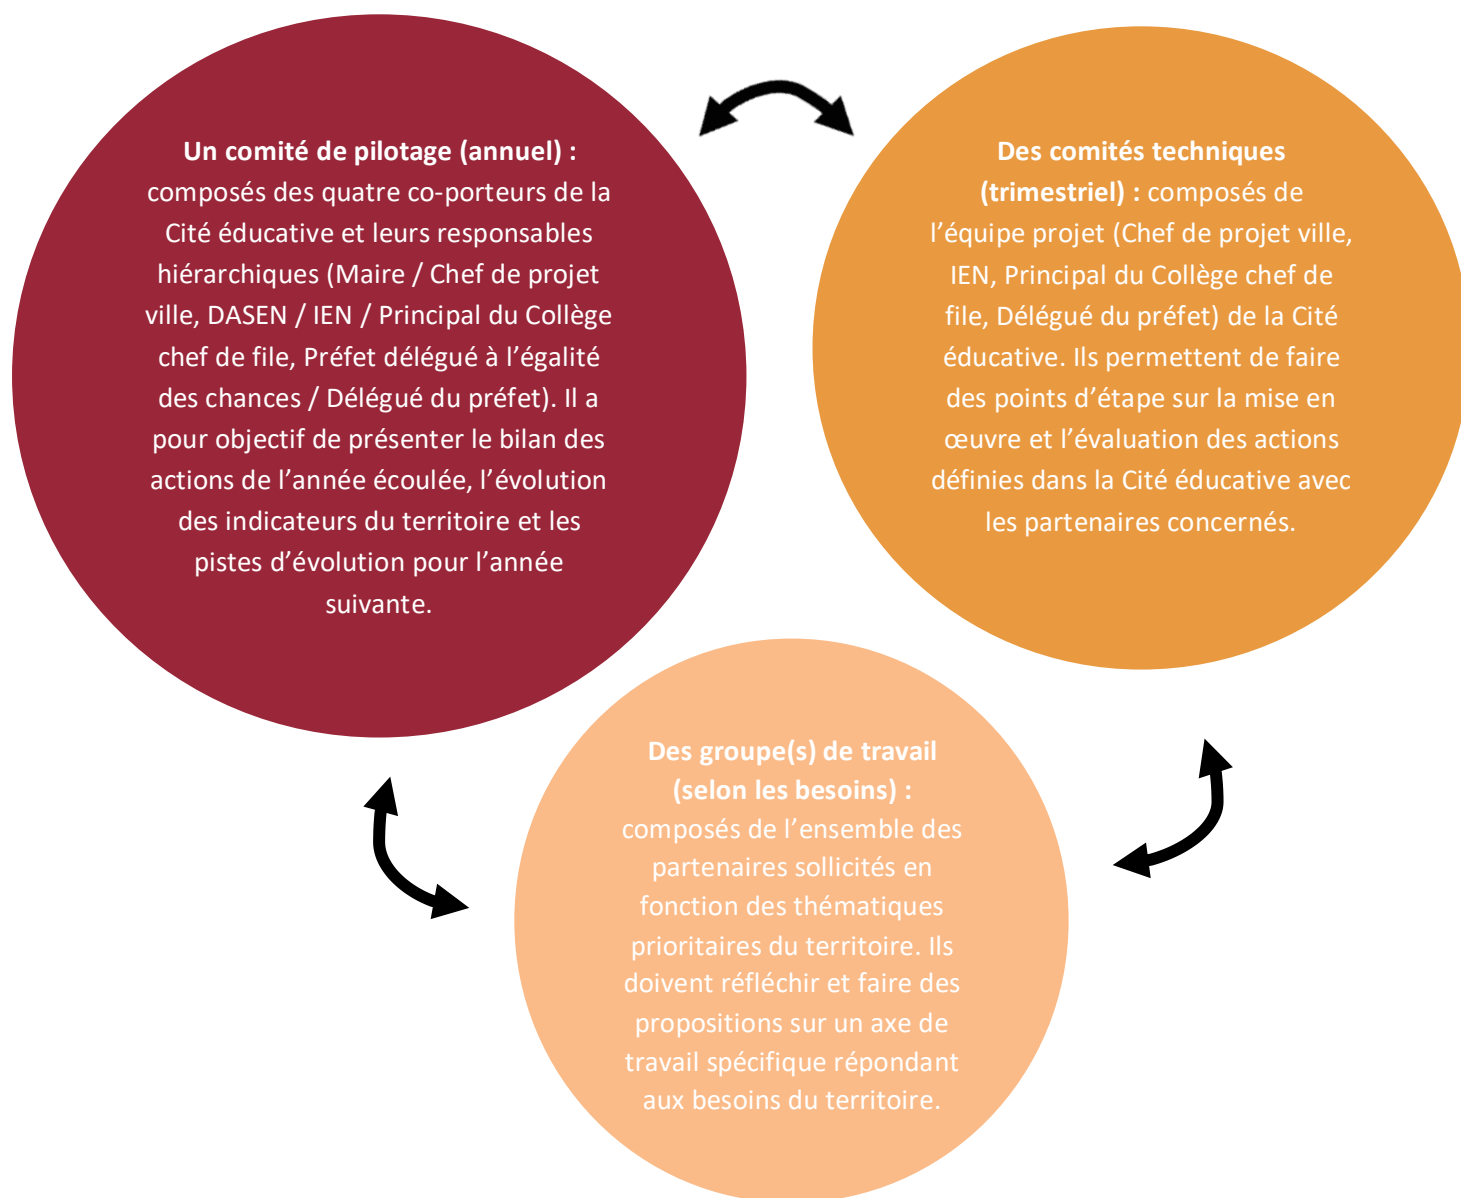 Un comité de pilotage (annuel) :
composés des quatre co-porteurs de la
Cité éducative et leurs responsables
hiérarchiques (Maire / Chef de projet
ville, DASEN / IEN / Principal du Collège
chef de file, Préfet délégué à l’égalité
des chances / Délégué du préfet). Il a
pour objectif de présenter le bilan des
actions de l’année écoulée, l’évolution
des indicateurs du territoire et les
pistes d’évolution pour l’année
suivante.
Des comités techniques
(trimestriel) : composés de
l’équipe projet (Chef de projet ville,
IEN, Principal du Collège chef de
file, Délégué du préfet) de la Cité
éducative. Ils permettent de faire
des points d’étape sur la mise en
œuvre et l’évaluation des actions
définies dans la Cité éducative avec
les partenaires concernés.
Des groupe(s) de travail
(selon les besoins) :
composés de l’ensemble des
partenaires sollicités en
fonction des thématiques
prioritaires du territoire. Ils
doivent réfléchir et faire des
propositions sur un axe de
travail spécifique répondant
aux besoins du territoire.